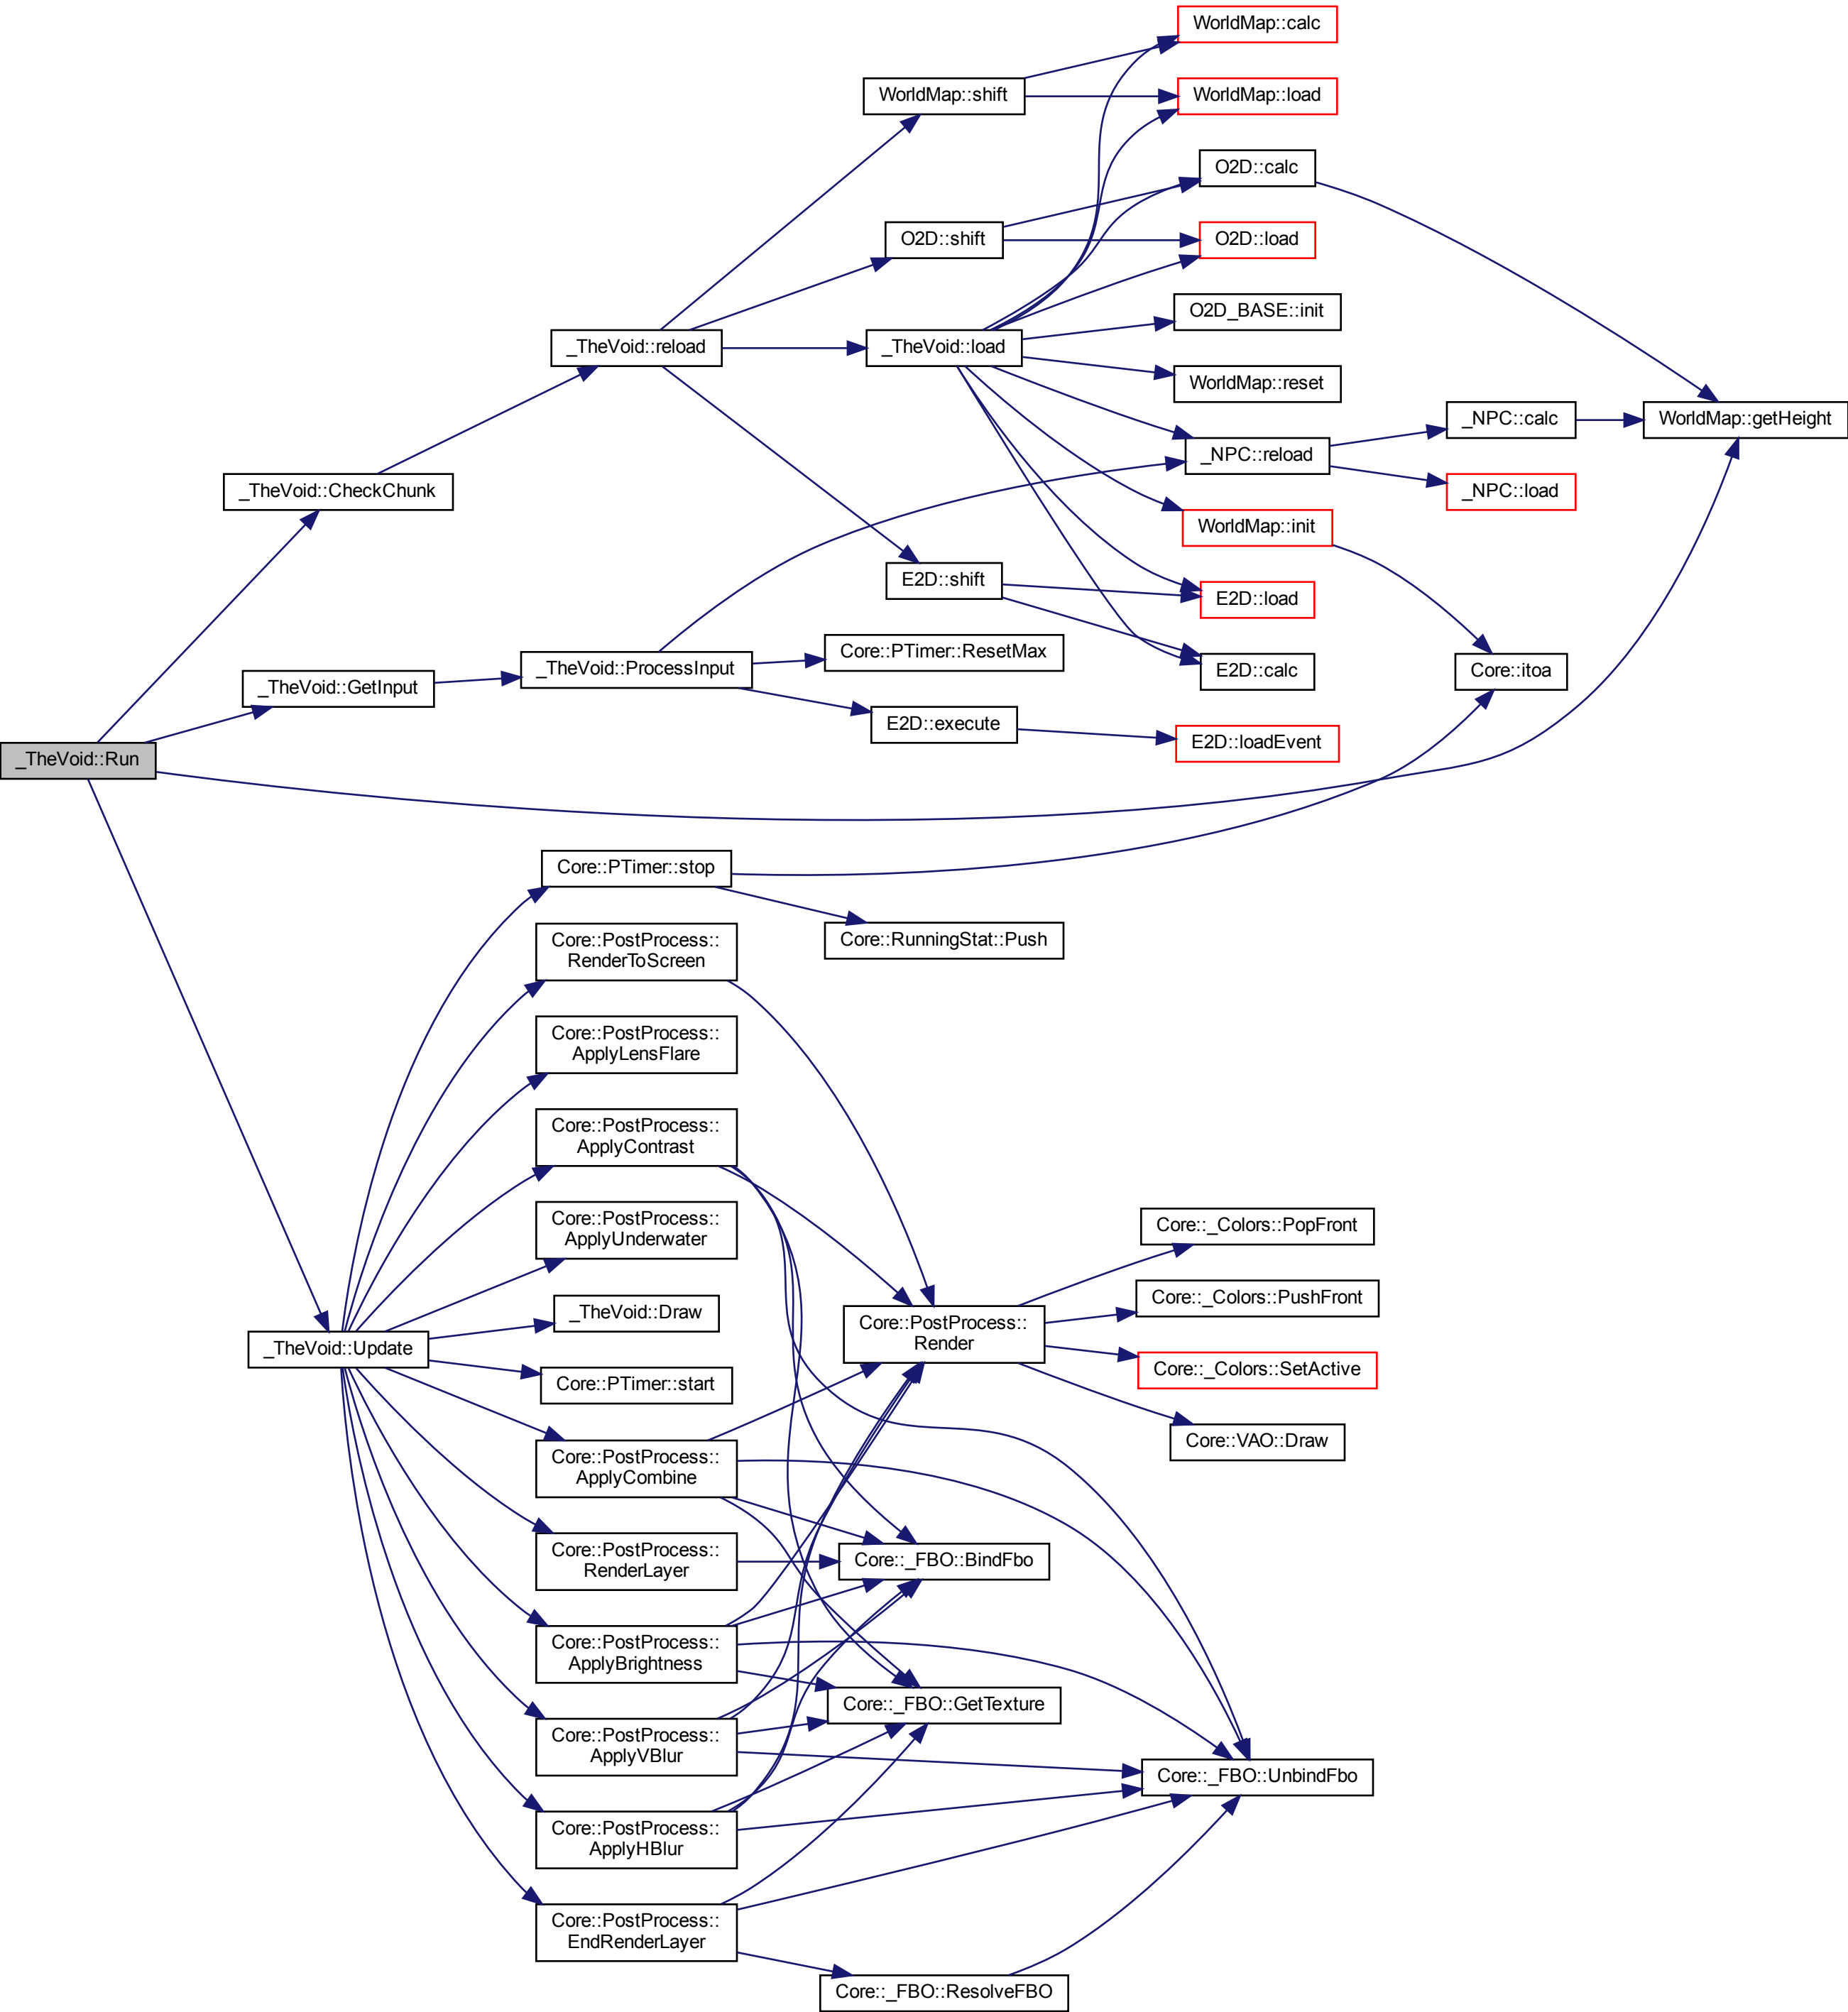 WorldMap::calc
WorldMap::shift
WorldMap::load
O2D::calc
O2D::shift
O2D::load
O2D_BASE::init
_TheVoid::reload
_TheVoid::load
WorldMap::reset
_NPC::calc
WorldMap::getHeight
_NPC::reload
_TheVoid::CheckChunk
_NPC::load
WorldMap::init
E2D::shift
E2D::load
Core::PTimer::ResetMax
_TheVoid::ProcessInput
E2D::calc
Core::itoa
_TheVoid::GetInput
E2D::execute
E2D::loadEvent
_TheVoid::Run
Core::PTimer::stop
Core::RunningStat::Push
Core::PostProcess::
RenderToScreen
Core::PostProcess::
ApplyLensFlare
Core::PostProcess::
ApplyContrast
Core::PostProcess::
ApplyUnderwater
Core::_Colors::PopFront
Core::_Colors::PushFront
_TheVoid::Draw
Core::PostProcess::
Render
_TheVoid::Update
Core::_Colors::SetActive
Core::PTimer::start
Core::VAO::Draw
Core::PostProcess::
ApplyCombine
Core::PostProcess::
RenderLayer
Core::_FBO::BindFbo
Core::PostProcess::
ApplyBrightness
Core::_FBO::GetTexture
Core::PostProcess::
ApplyVBlur
Core::_FBO::UnbindFbo
Core::PostProcess::
ApplyHBlur
Core::PostProcess::
EndRenderLayer
Core::_FBO::ResolveFBO